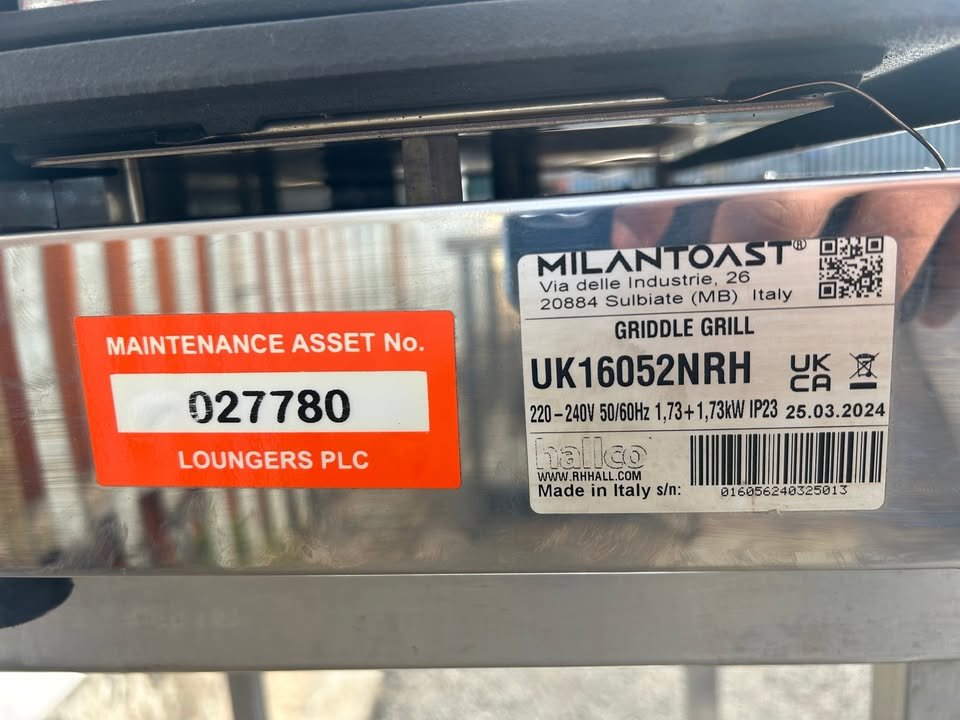 MAINTENANCE ASSET No.
027780
LOUNGERS PLC
MILANTOAST®
Via delle Industrie, 26
20884 Sulbiate (MB) Italy
GRIDDLE GRILL
UK16052NRH
UK
CA
220-240V 50/60Hz 1,73+1,73kW IP23 25.03.2024
hallco
WWW.RHHALL.COM
Made in Italy s/n:
016056240325013